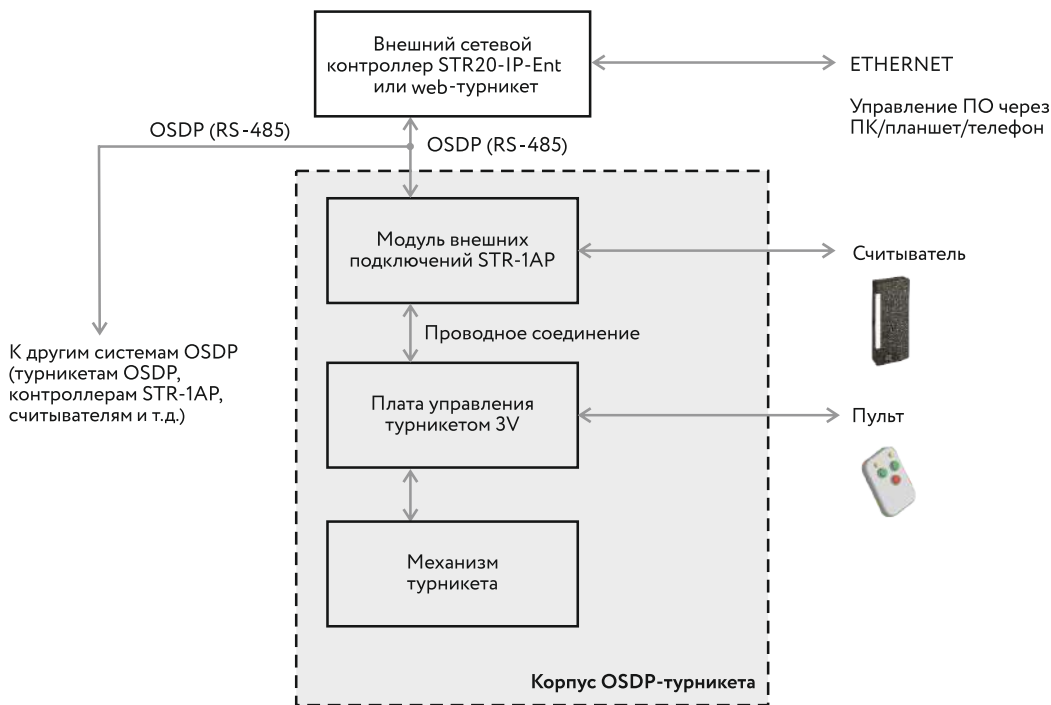 Внешний сетевой
контроллер STR20-IP-Ent
или web-турникет
ETHERNET
Управление ПО через
ПК/планшет/телефон
OSDP (RS-485)
OSDP (RS-485)
Модуль внешних
подключений STR-1AP
Считыватель
Проводное соединение
К другим системам OSDP
(турникетам OSDP,
контроллерам STR-1AP,
считывателям и т.д.)
Плата управления
турникетом 3V
Пульт
Механизм
турникета
Корпус OSDP-турникета